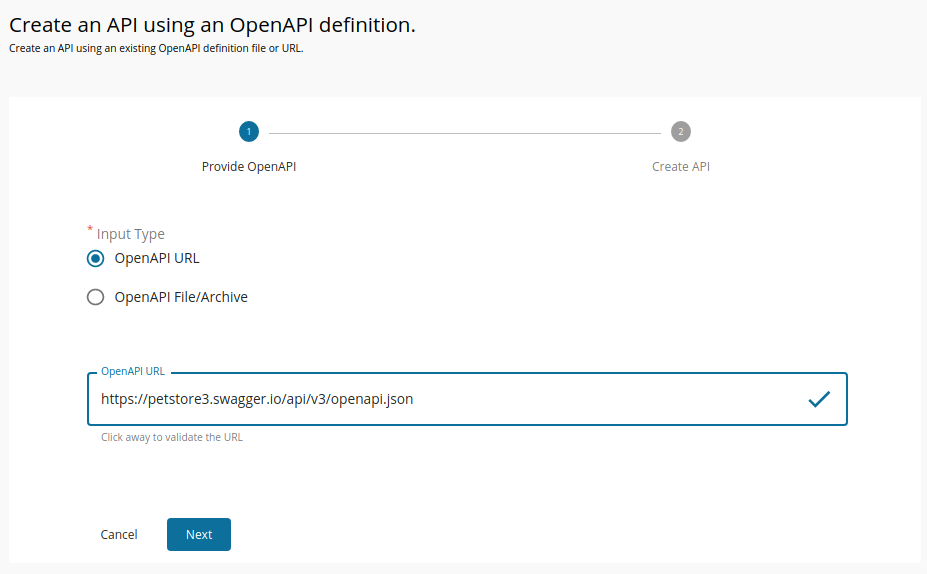 Create an API using an OpenAPI definition.
Create an API using an existing OpenAPI definition file or URL.
1
2
Provide OpenAPI
Create API
* Input Type
OpenAPI URL
OpenAPI File/Archive
OpenAPI URL
https://petstore3.swagger.io/api/v3/openapi.json
Click away to validate the URL
Cancel
Next